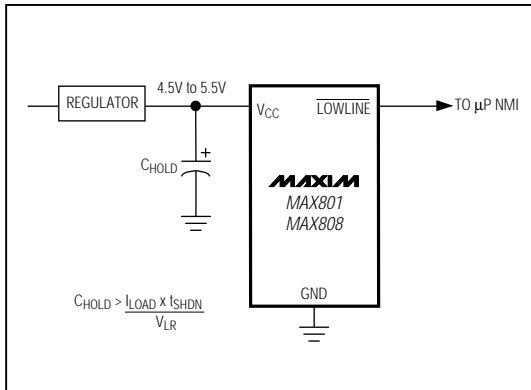 4.5V to 5.5V
REGULATOR
VCC
LOWLINE
TO µP NMI
CHOLD
+
MAXIM
MAX801
MAX808
GND
CHOLD > ILOAD x tSHDN
VLR